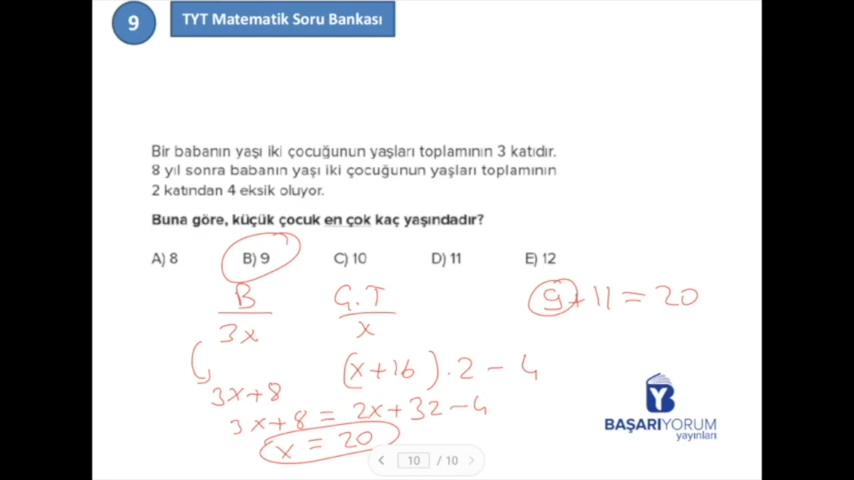 9
TYT Matematik Soru Bankası
Bir babanın yaşı iki çocuğunun yaşları toplamının 3 katıdır.
8 yıl sonra babanın yaşı iki çocuğunun yaşları toplamının
2 katından 4 eksik oluyor.
Buna göre, küçük çocuk en çok kaç yaşındadır?
A) 8 B) 9 C) 10 D) 11 E) 12
B Ç.T 9+11=20
3x x
(x+16).2-4
3x+8
3x+8=2x+32-4
x=20
BAŞARIYORUM
yayınları
10 / 10